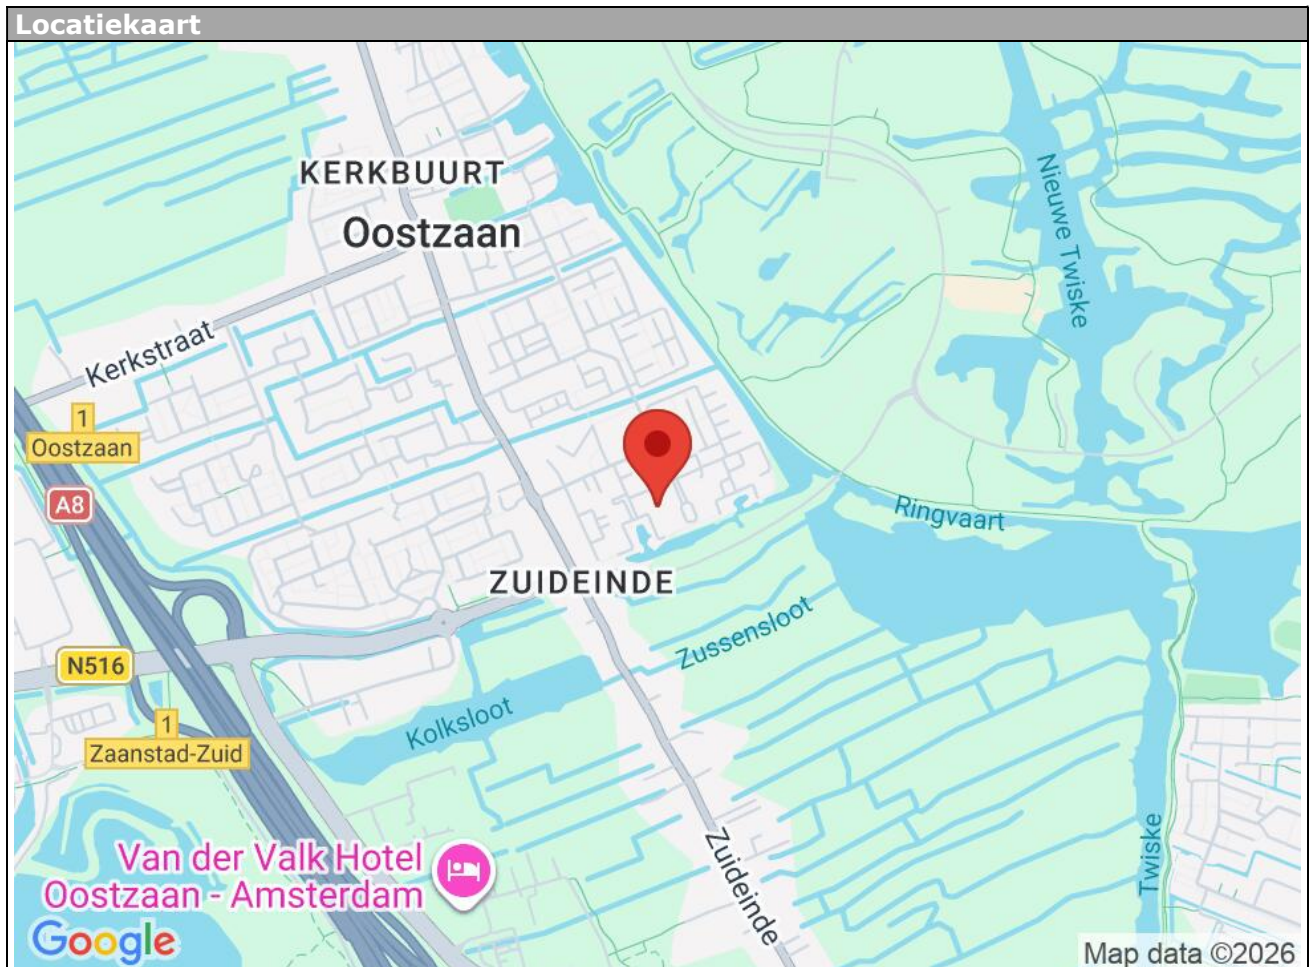 Locatiekaart
KERKBUURT
Oostzaan
Nieuwe Twiske
Kerkstraat
1
Oostzaan
A8
Ringvaart
ZUIDEINDE
Zussensloot
N516
Kolksloot
1
Zaanstad-Zuid
Van der Valk Hotel
Oostzaan - Amsterdam
Zuideinde
Twiske
Google
Map data ©2026